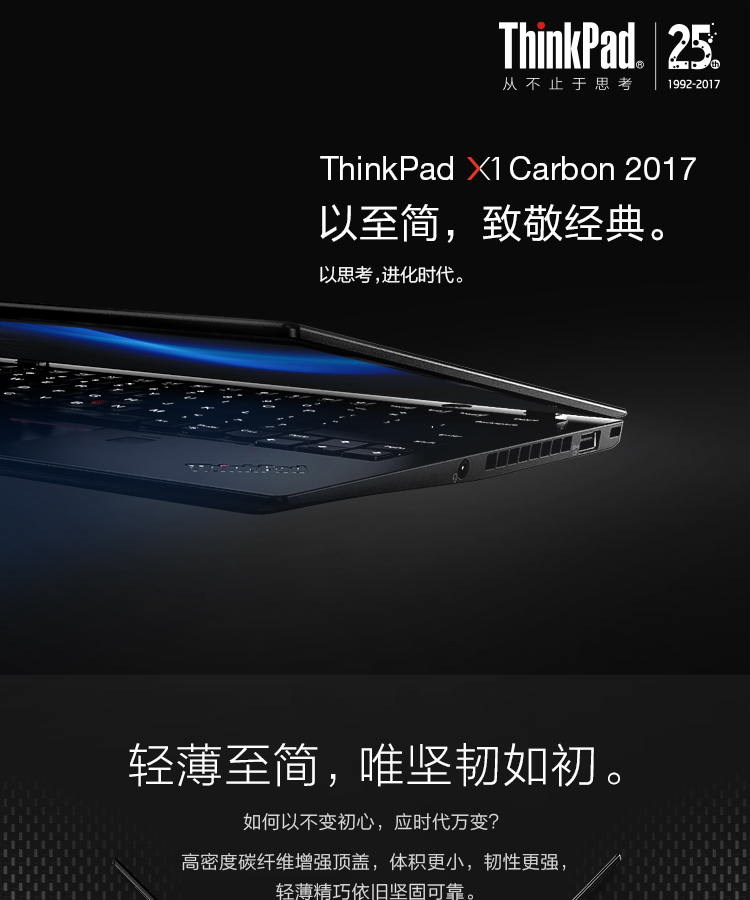 ThinkPad®
从不止于思考
25th
1992-2017
ThinkPad X1 Carbon 2017
以至简，致敬经典。
以思考，进化时代。
轻薄至简，唯坚韧如初。
如何以不变初心，应时代万变？
高密度碳纤维增强顶盖，体积更小，韧性更强，
轻薄精巧依旧坚固可靠。